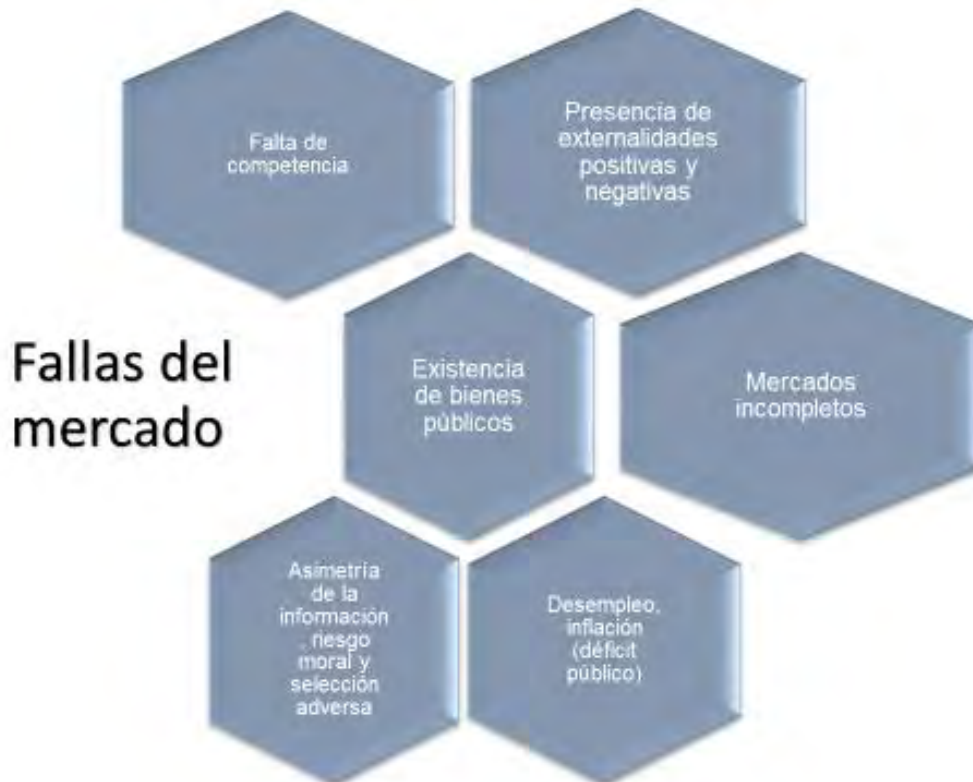 Falta de
competencia
Presencia de
externalidades
positivas y
negativas
Fallas del
mercado
Existencia
de bienes
públicos
Mercados
incompletos
Asimetría
de la
información
, riesgo
moral y
selección
adversa
Desempleo,
inflación
(déficit
público)